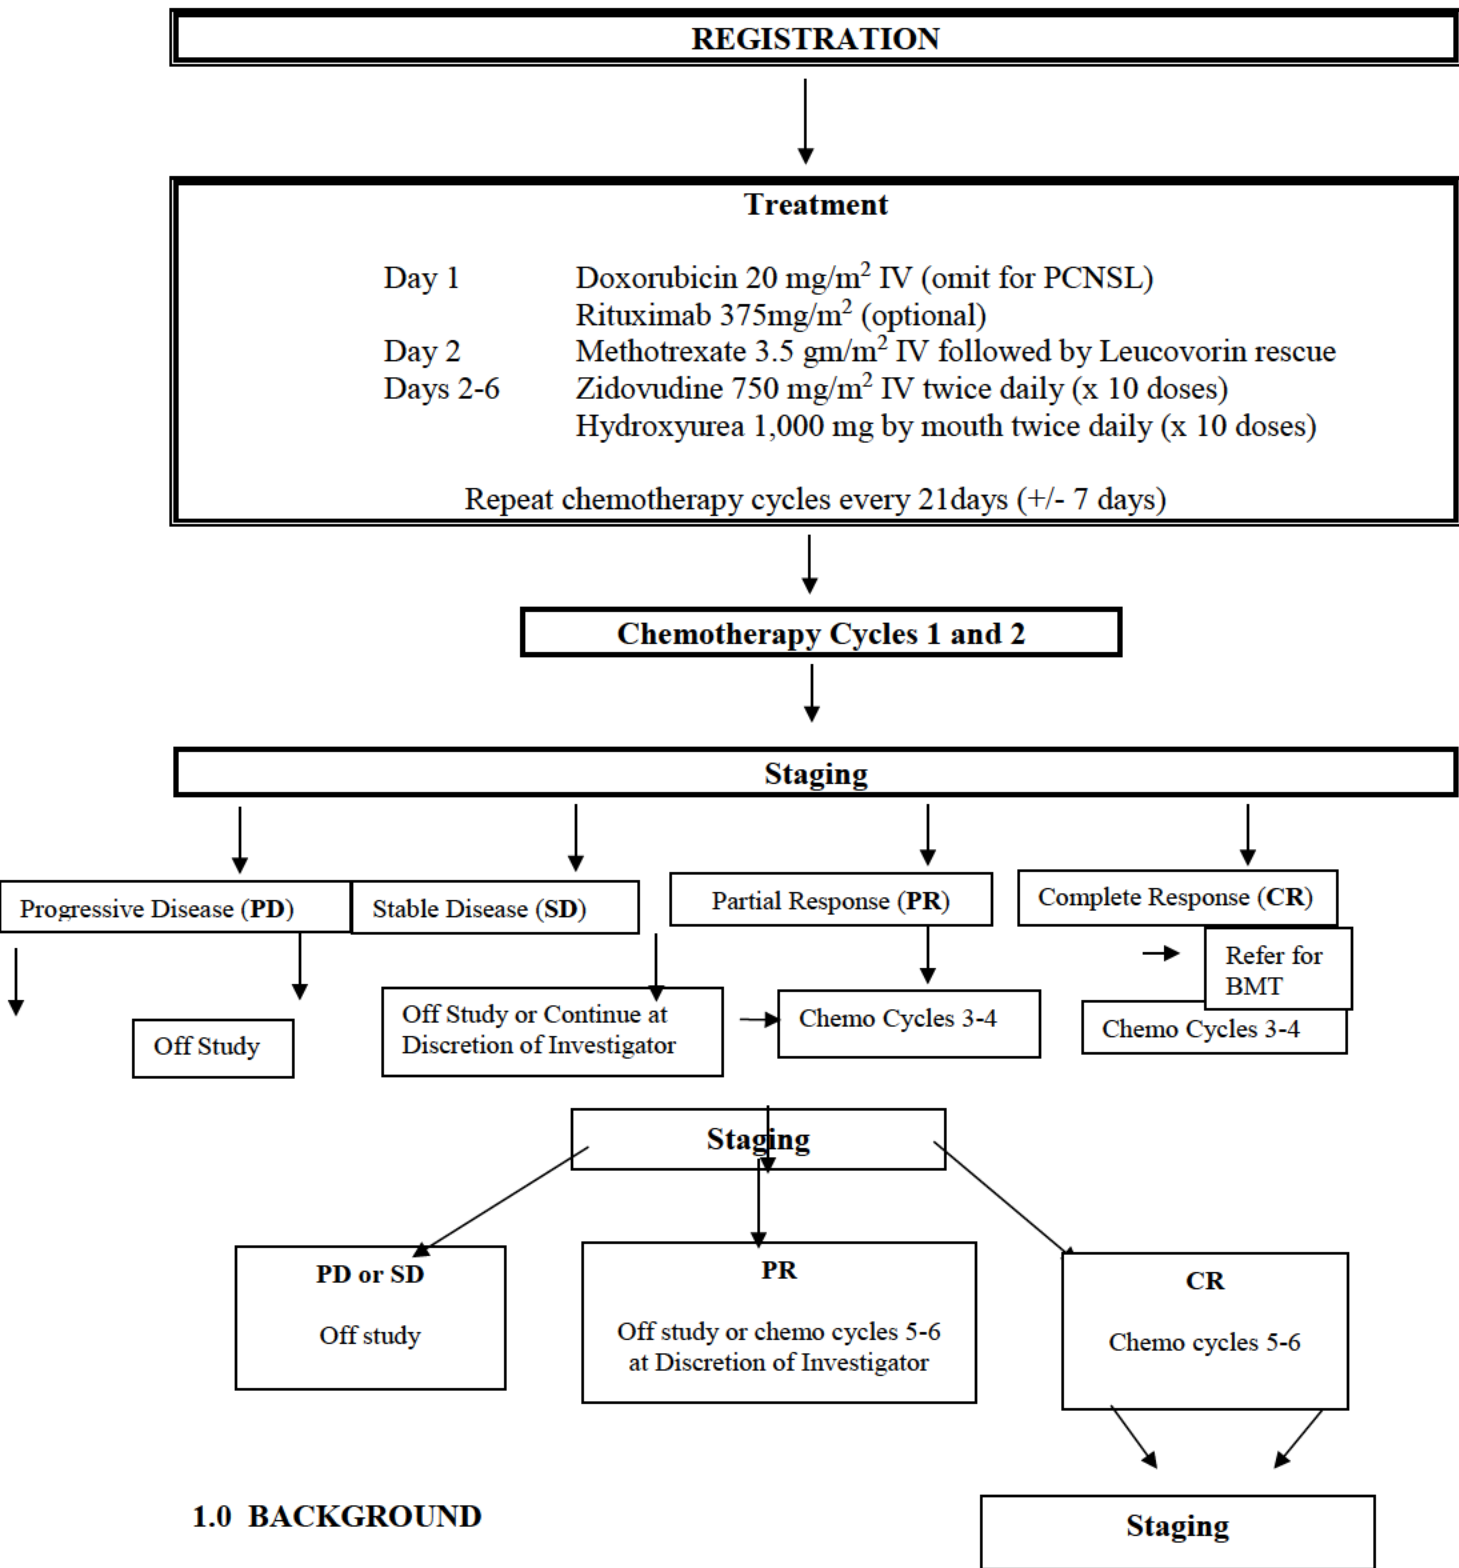 REGISTRATION
Treatment
Day 1 Doxorubicin 20 mg/m² IV (omit for PCNSL)
Rituximab 375mg/m² (optional)
Day 2 Methotrexate 3.5 gm/m² IV followed by Leucovorin rescue
Days 2-6 Zidovudine 750 mg/m² IV twice daily (x 10 doses)
Hydroxyurea 1,000 mg by mouth twice daily (x 10 doses)
Repeat chemotherapy cycles every 21days (+/- 7 days)
Chemotherapy Cycles 1 and 2
Staging
Progressive Disease (PD)
Stable Disease (SD)
Partial Response (PR)
Complete Response (CR)
Refer for
BMT
Off Study
Off Study or Continue at
Discretion of Investigator
Chemo Cycles 3-4
Chemo Cycles 3-4
Staging
PD or SD
Off study
PR
Off study or chemo cycles 5-6
at Discretion of Investigator
CR
Chemo cycles 5-6
1.0 BACKGROUND
Staging